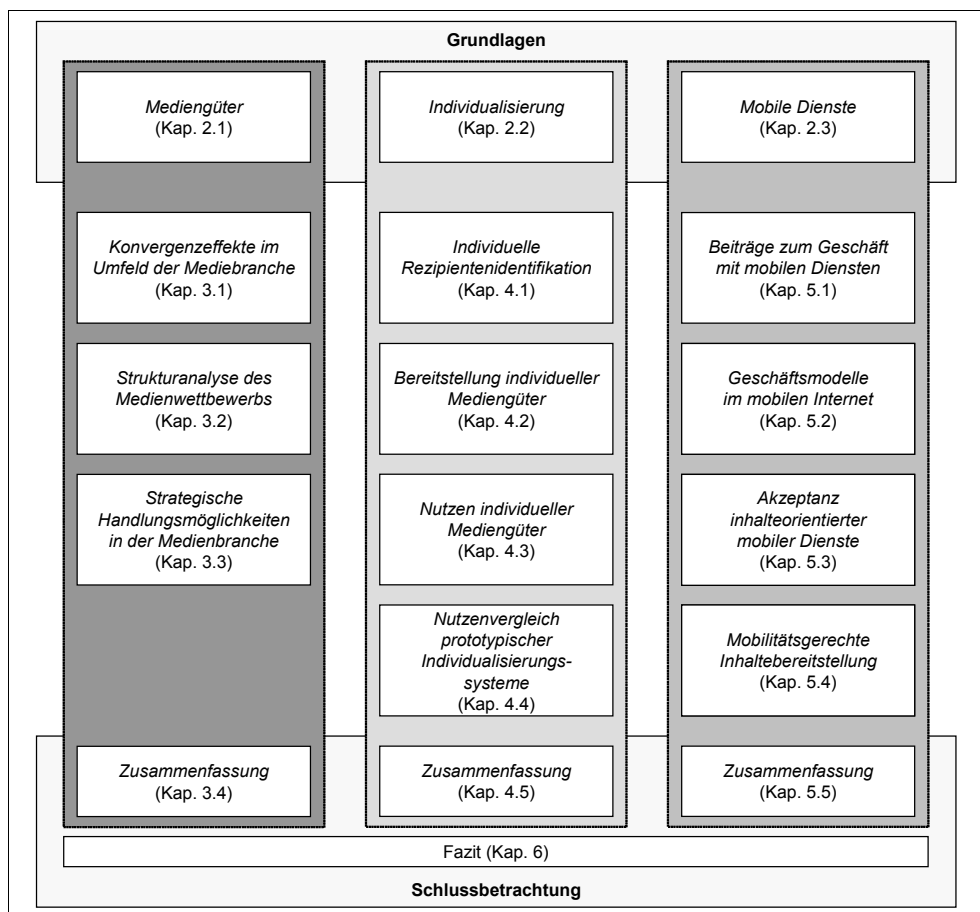 Grundlagen
Mediengüter
(Kap. 2.1)
Individualisierung
(Kap. 2.2)
Mobile Dienste
(Kap. 2.3)
Konvergenzeffekte im
Umfeld der Mediebranche
(Kap. 3.1)
Individuelle
Rezipientenidentifikation
(Kap. 4.1)
Beiträge zum Geschäft
mit mobilen Diensten
(Kap. 5.1)
Strukturanalyse des
Medienwettbewerbs
(Kap. 3.2)
Bereitstellung individueller
Mediengüter
(Kap. 4.2)
Geschäftsmodelle
im mobilen Internet
(Kap. 5.2)
Strategische
Handlungsmöglichkeiten
in der Medienbranche
(Kap. 3.3)
Nutzen individueller
Mediengüter
(Kap. 4.3)
Akzeptanz
inhalteorientierter
mobiler Dienste
(Kap. 5.3)
Nutzenvergleich
prototypischer
Individualisierungs-
systeme
(Kap. 4.4)
Mobilitätsgerechte
Inhaltebereitstellung
(Kap. 5.4)
Zusammenfassung
(Kap. 3.4)
Zusammenfassung
(Kap. 4.5)
Zusammenfassung
(Kap. 5.5)
Fazit (Kap. 6)
Schlussbetrachtung